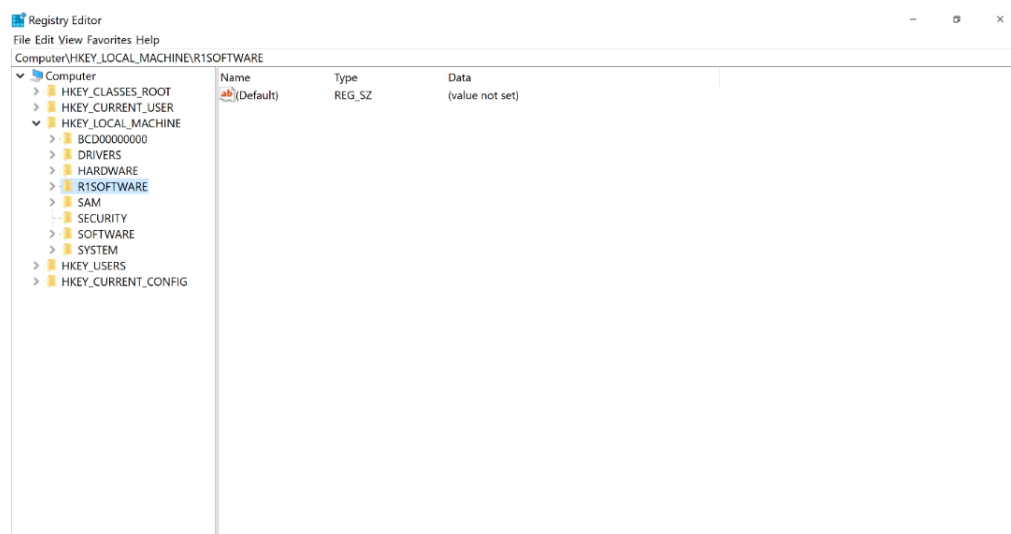 Registry Editor
File Edit View Favorites Help
Computer\HKEY_LOCAL_MACHINE\R1SOFTWARE
Computer
HKEY_CLASSES_ROOT
HKEY_CURRENT_USER
HKEY_LOCAL_MACHINE
BCD00000000
DRIVERS
HARDWARE
R1SOFTWARE
SAM
SECURITY
SOFTWARE
SYSTEM
HKEY_USERS
HKEY_CURRENT_CONFIG
Name Type Data
ab (Default) REG_SZ (value not set)